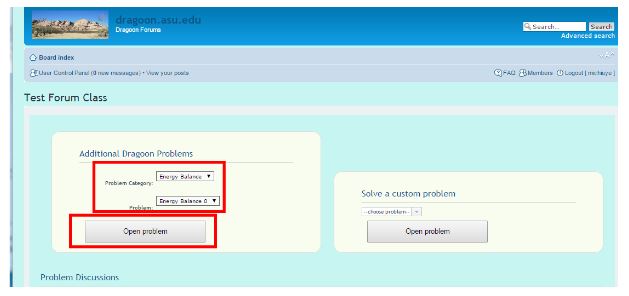 dragoon.asu.edu
Dragoon Forums
Search... Search
Advanced search
Board index
User Control Panel (0 new messages) • View your posts
FAQ Members Logout [ michiuye ]
Test Forum Class
Additional Dragoon Problems
Problem Category: Energy Balance
Problem: Energy Balance 0
Open problem
Solve a custom problem
--choose problem--
Open problem
Problem Discussions